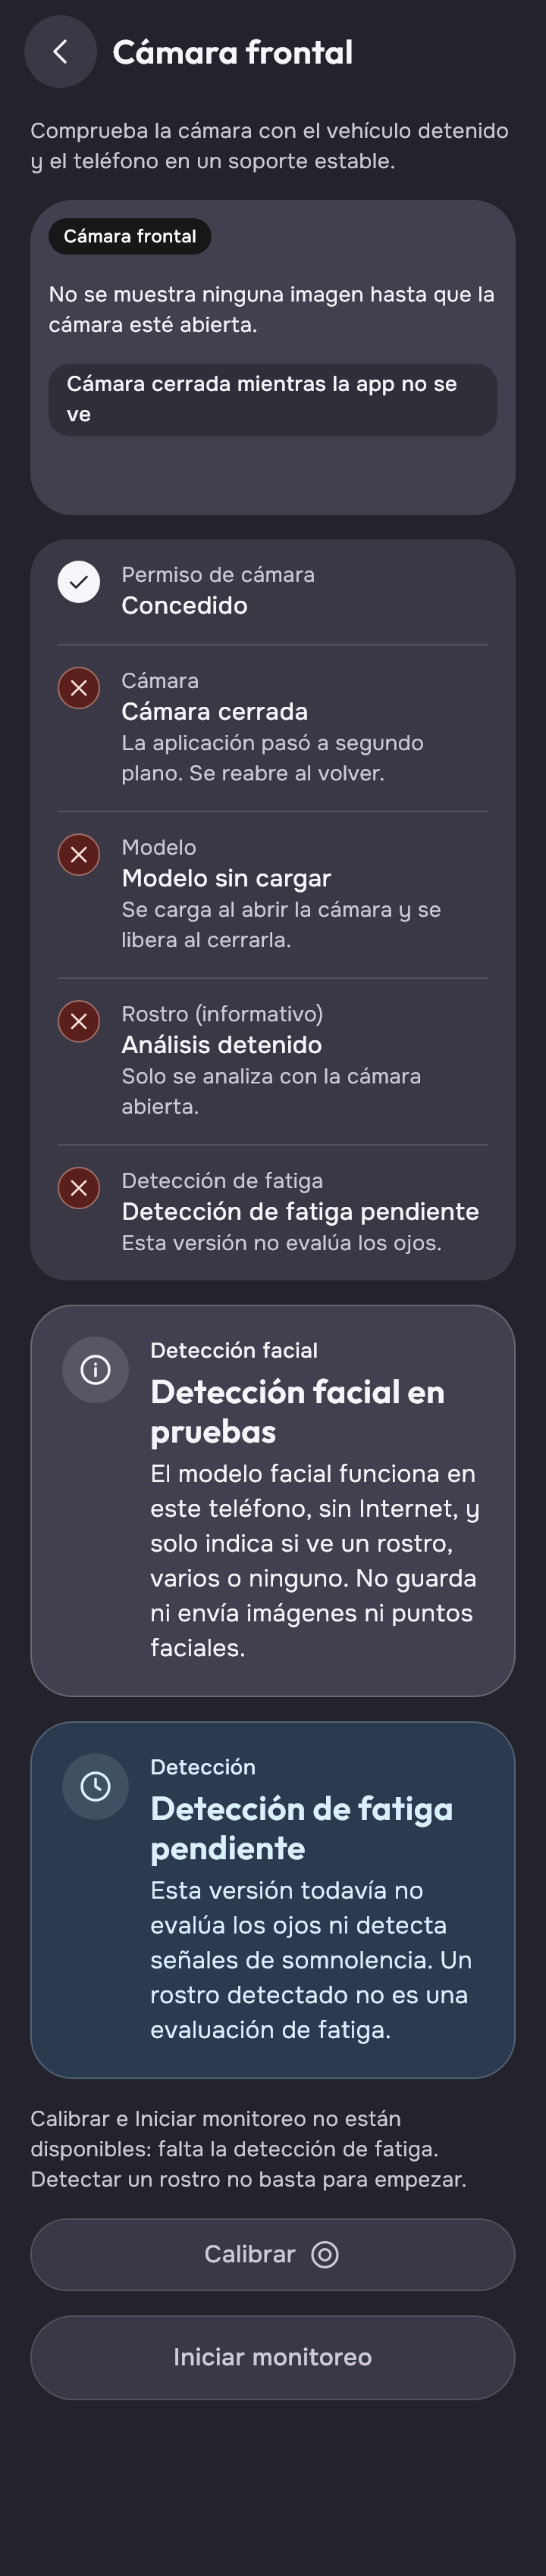 Cámara frontal
Comprueba la cámara con el vehículo detenido
y el teléfono en un soporte estable.
Cámara frontal
No se muestra ninguna imagen hasta que la
cámara esté abierta.
Cámara cerrada mientras la app no se
ve
Permiso de cámara
Concedido
Cámara
Cámara cerrada
La aplicación pasó a segundo
plano. Se reabre al volver.
Modelo
Modelo sin cargar
Se carga al abrir la cámara y se
libera al cerrarla.
Rostro (informativo)
Análisis detenido
Solo se analiza con la cámara
abierta.
Detección de fatiga
Detección de fatiga pendiente
Esta versión no evalúa los ojos.
Detección facial
Detección facial en
pruebas
El modelo facial funciona en
este teléfono, sin Internet, y
solo indica si ve un rostro,
varios o ninguno. No guarda
ni envía imágenes ni puntos
faciales.
Detección
Detección de fatiga
pendiente
Esta versión todavía no
evalúa los ojos ni detecta
señales de somnolencia. Un
rostro detectado no es una
evaluación de fatiga.
Calibrar e Iniciar monitoreo no están
disponibles: falta la detección de fatiga.
Detectar un rostro no basta para empezar.
Calibrar
Iniciar monitoreo